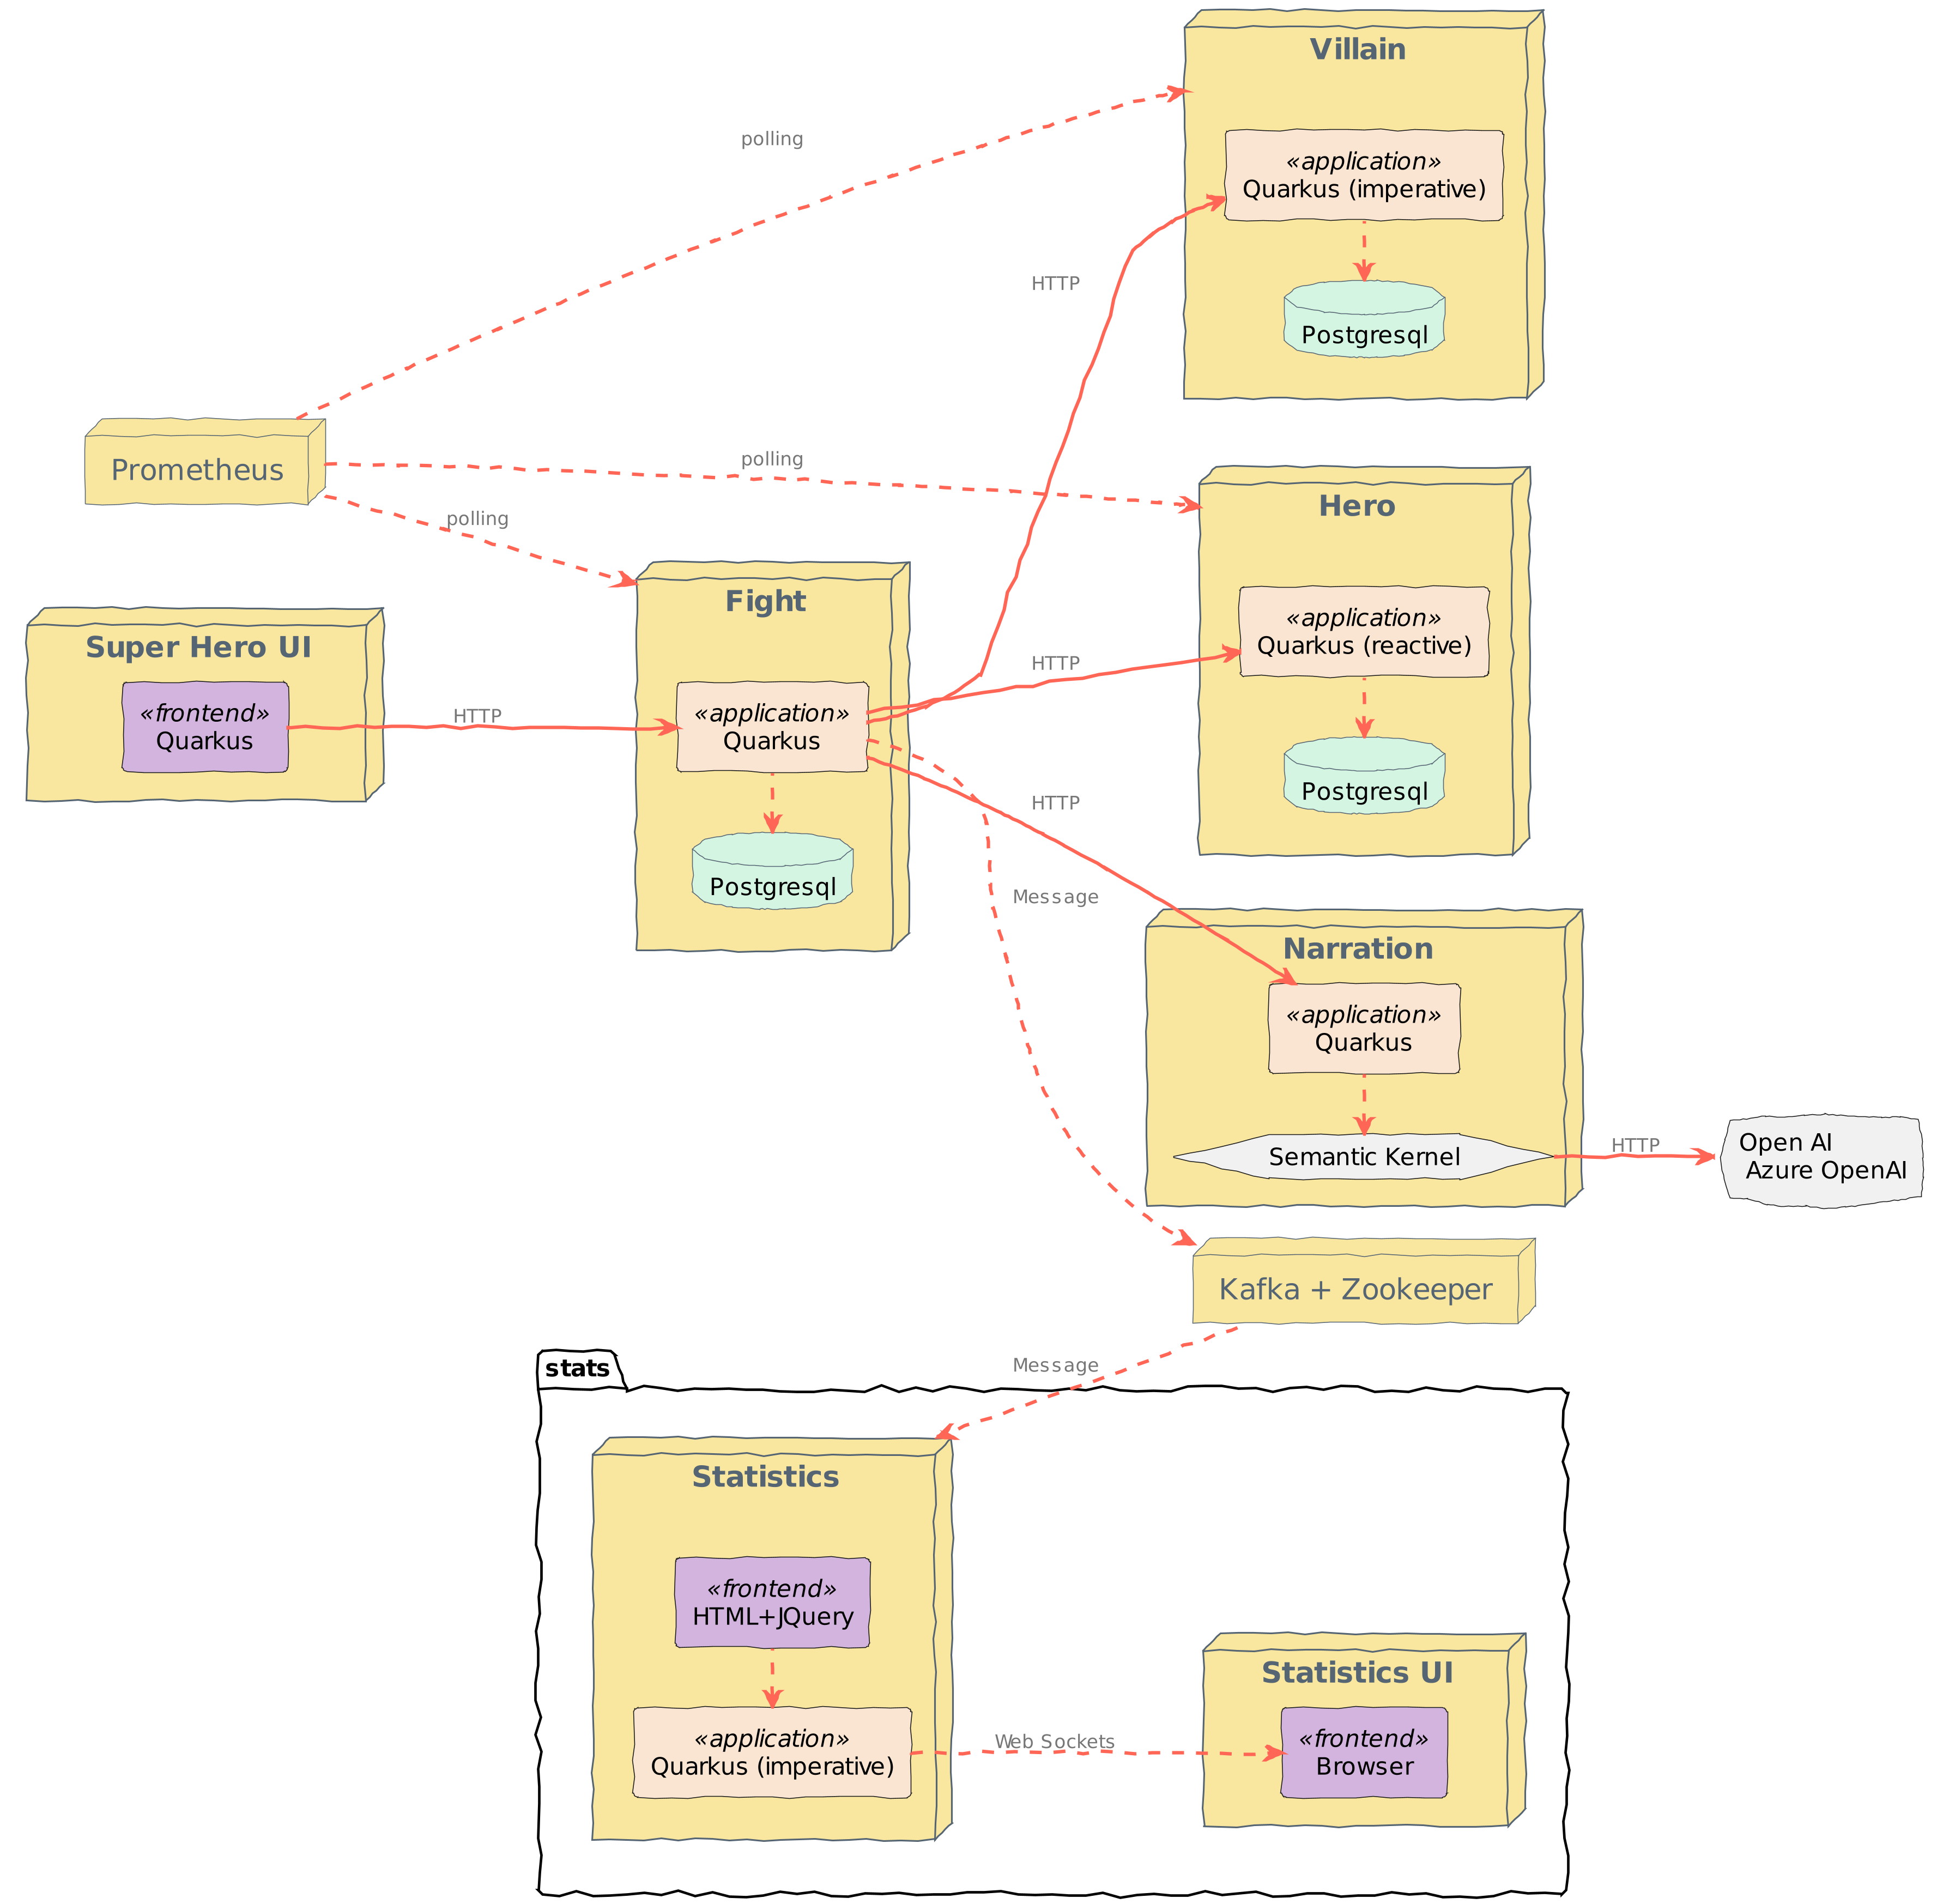 Villain
polling
«application»
Quarkus (imperative)
HTTP
Postgresql
Prometheus
polling
polling
Hero
Fight
Super Hero UI
«application»
Quarkus (reactive)
HTTP
«frontend»
Quarkus
HTTP
«application»
Quarkus
Postgresql
HTTP
Postgresql
Message
Narration
«application»
Quarkus
Semantic Kernel
HTTP
Open AI
Azure OpenAI
Kafka + Zookeeper
Message
stats
Statistics
«frontend»
HTML+JQuery
Statistics UI
«application»
Quarkus (imperative)
Web Sockets
«frontend»
Browser